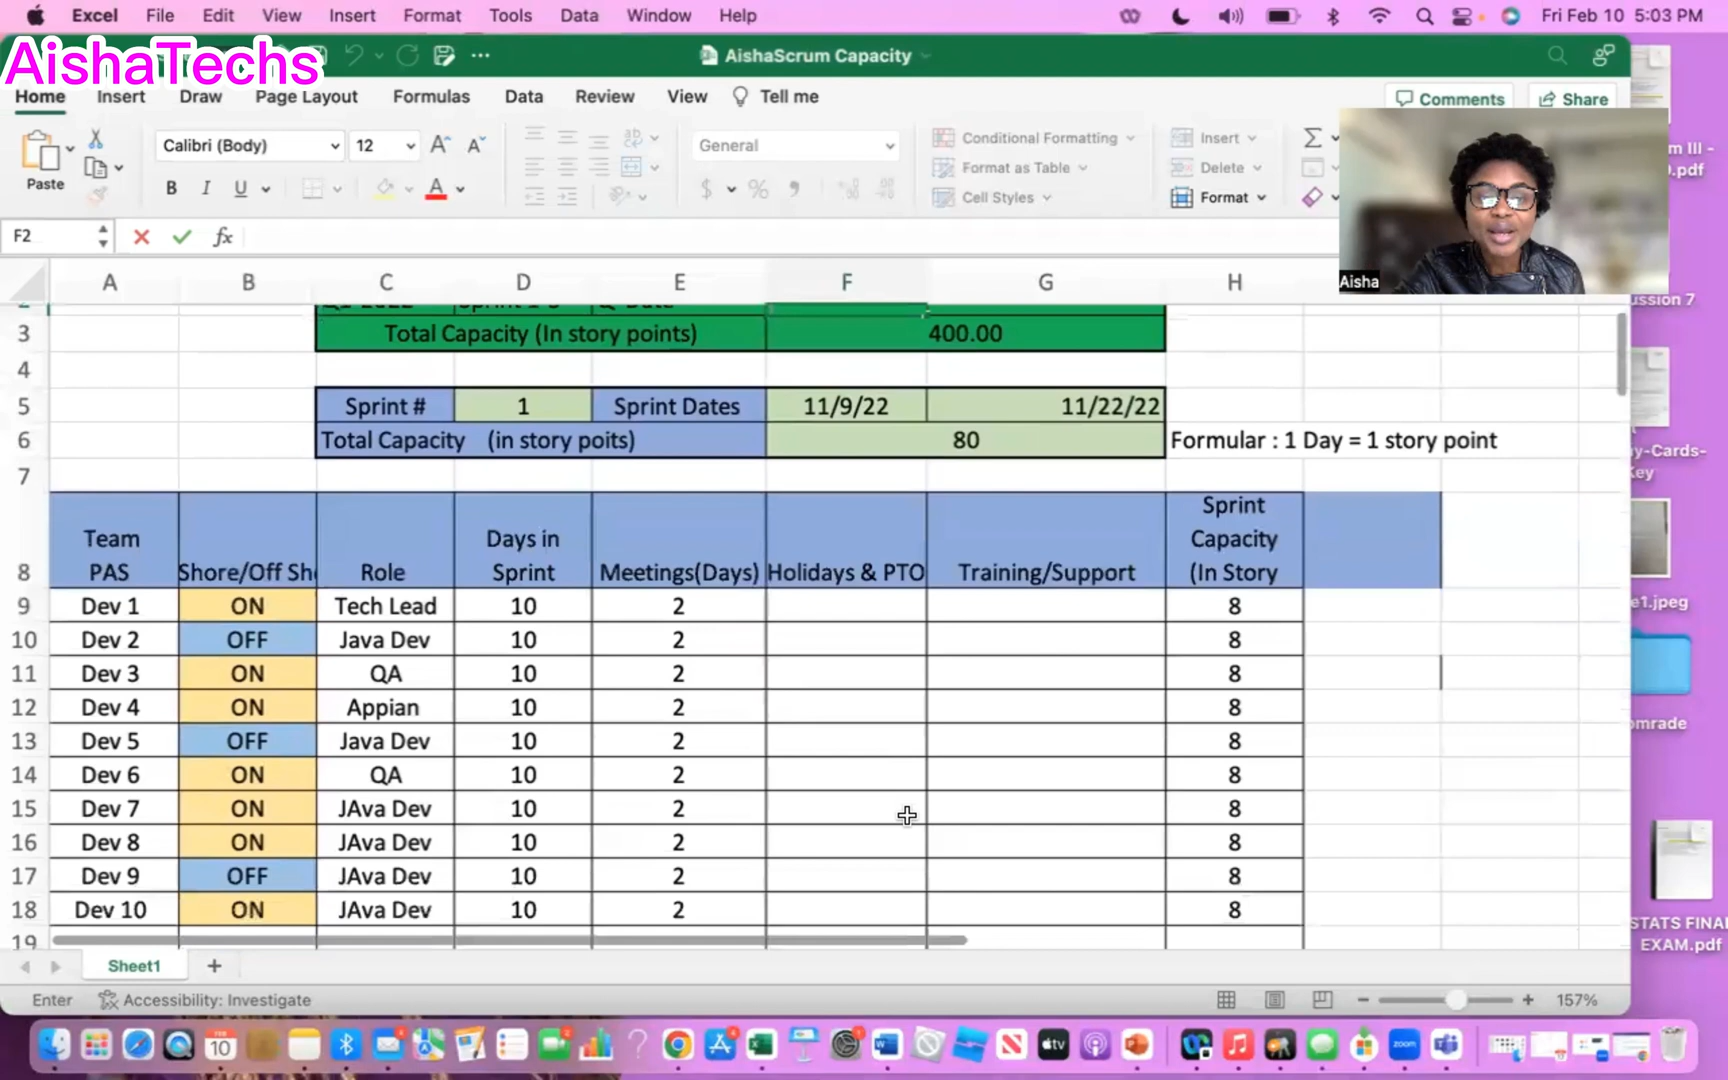 Excel File Edit View Insert Format Tools Data Window Help Fri Feb 10 5:03 PM
AishaTechs
AishaScrum Capacity
Home Insert Draw Page Layout Formulas Data Review View Tell me Comments Share
Paste
Calibri (Body) 12
General
Conditional Formatting
Format as Table
Cell Styles
Insert
Delete
Format
F2 fx
Aisha
A B C D E F G H
3 Total Capacity (In story points) 400.00
4
5 Sprint # 1 Sprint Dates 11/9/22 11/22/22
6 Total Capacity (in story poits) 80 Formular : 1 Day = 1 story point
7
8 Team PAS Shore/Off Sh Role Days in Sprint Meetings(Days) Holidays & PTO Training/Support Sprint Capacity (In Story
9 Dev 1 ON Tech Lead 10 2 8
10 Dev 2 OFF Java Dev 10 2 8
11 Dev 3 ON QA 10 2 8
12 Dev 4 ON Appian 10 2 8
13 Dev 5 OFF Java Dev 10 2 8
14 Dev 6 ON QA 10 2 8
15 Dev 7 ON JAva Dev 10 2 8
16 Dev 8 ON JAva Dev 10 2 8
17 Dev 9 OFF JAva Dev 10 2 8
18 Dev 10 ON JAva Dev 10 2 8
19
Sheet1
Enter Accessibility: Investigate 157%
m III -
.pdf
ussion 7
y-Cards-
Key
e1.jpeg
omrade
STATS FINAL
EXAM.pdf
FEB
10
tv
zoom